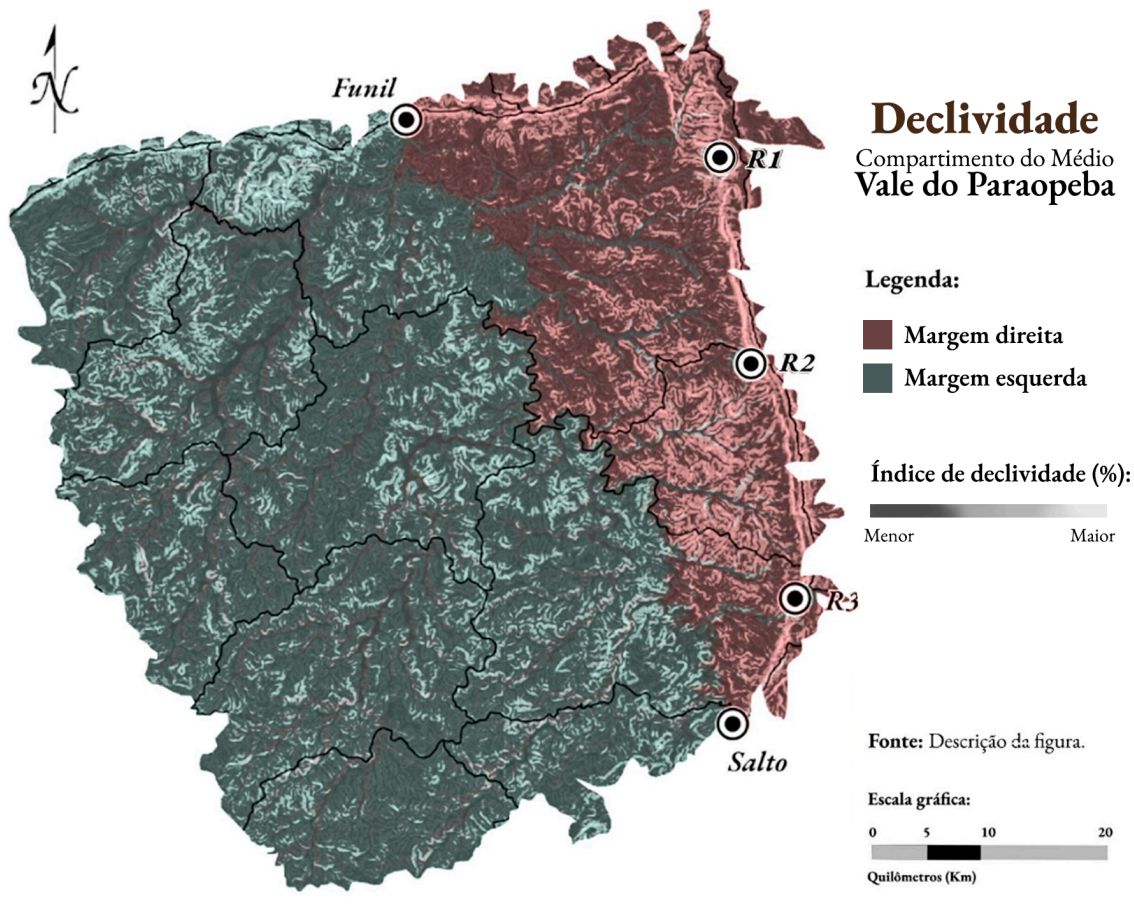 N
Funil
R1
R2
R3
Salto
Declividade
Compartimento do Médio
Vale do Paraopeba
Legenda:
Margem direita
Margem esquerda
Índice de declividade (%):
Menor Maior
Fonte: Descrição da figura.
Escala gráfica:
0 5 10 20
Quilômetros (Km)